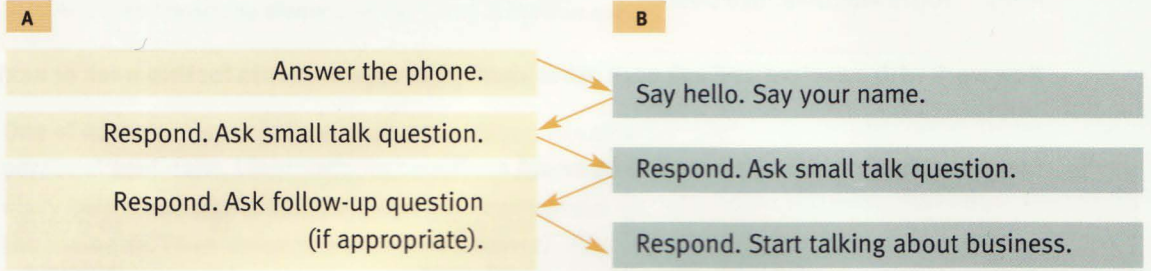 A
B
Answer the phone.
Say hello. Say your name.
Respond. Ask small talk question.
Respond. Ask small talk question.
Respond. Ask follow-up question
(if appropriate).
Respond. Start talking about business.